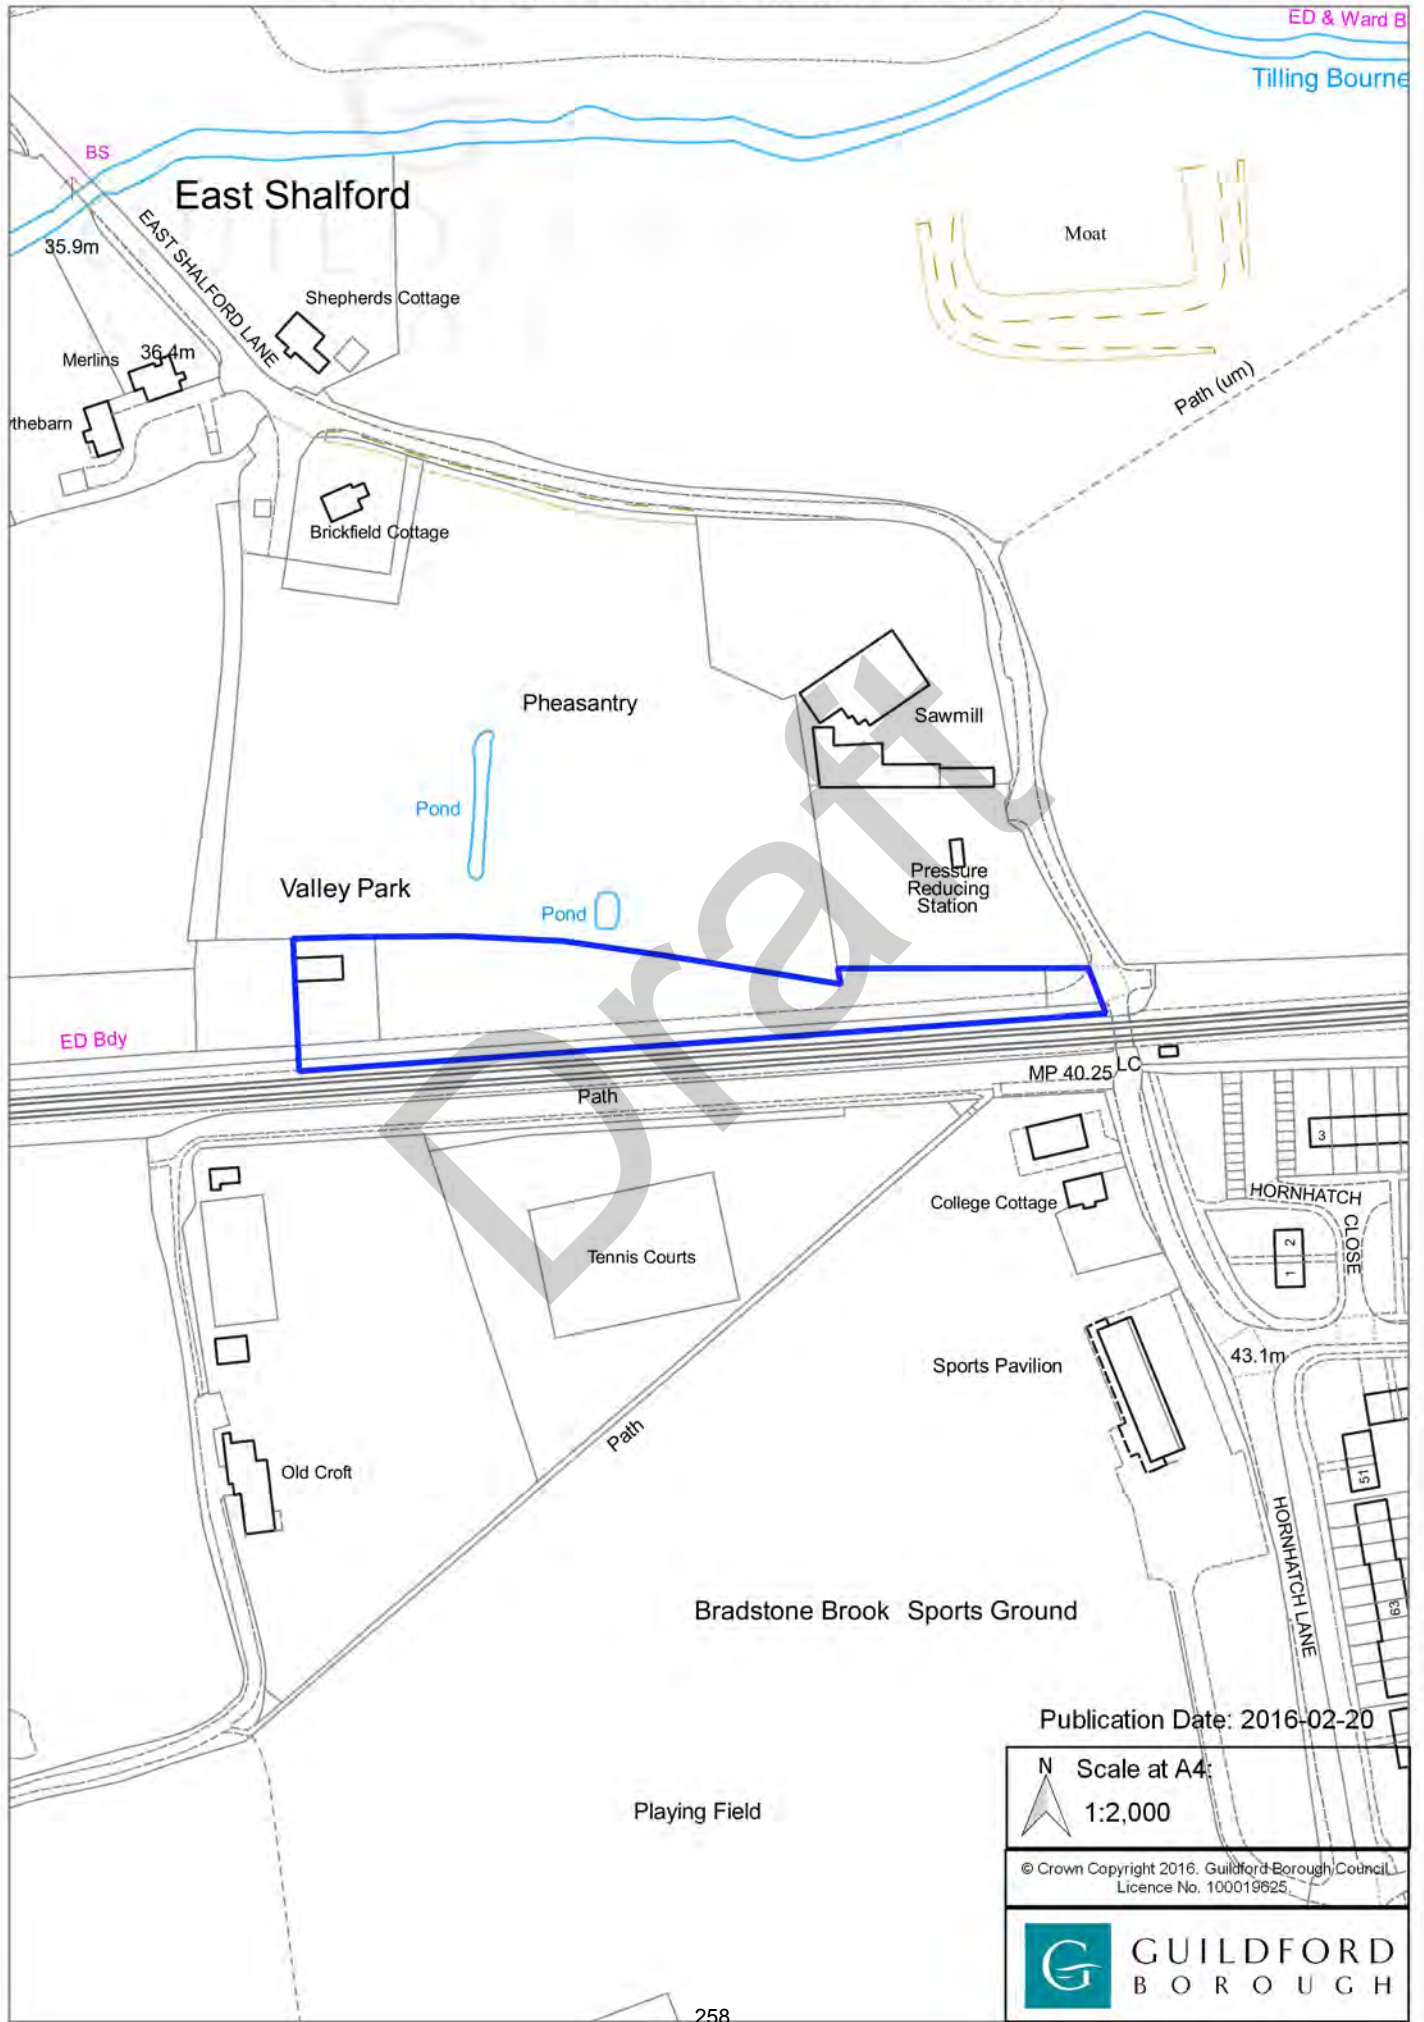 ED & Ward B
Tilling Bourne
BS
East Shalford
35.9m
EAST SHALFORD LANE
Moat
Shepherds Cottage
Merlins
36.4m
Path (um)
thebarn
Brickfield Cottage
Pheasantry
Sawmill
Pond
Pressure
Reducing
Station
Valley Park
Pond
ED Bdy
MP 40.25
LC
Path
3
HORNHATCH
CLOSE
College Cottage
2
1
Tennis Courts
43.1m
Sports Pavilion
Path
Old Croft
51
HORNHATCH LANE
63
Bradstone Brook Sports Ground
Publication Date: 2016-02-20
N
Scale at A4:
1:2,000
Playing Field
© Crown Copyright 2016. Guildford Borough Council.
Licence No. 100019625.
G
GUILDFORD
BOROUGH
258
Draft